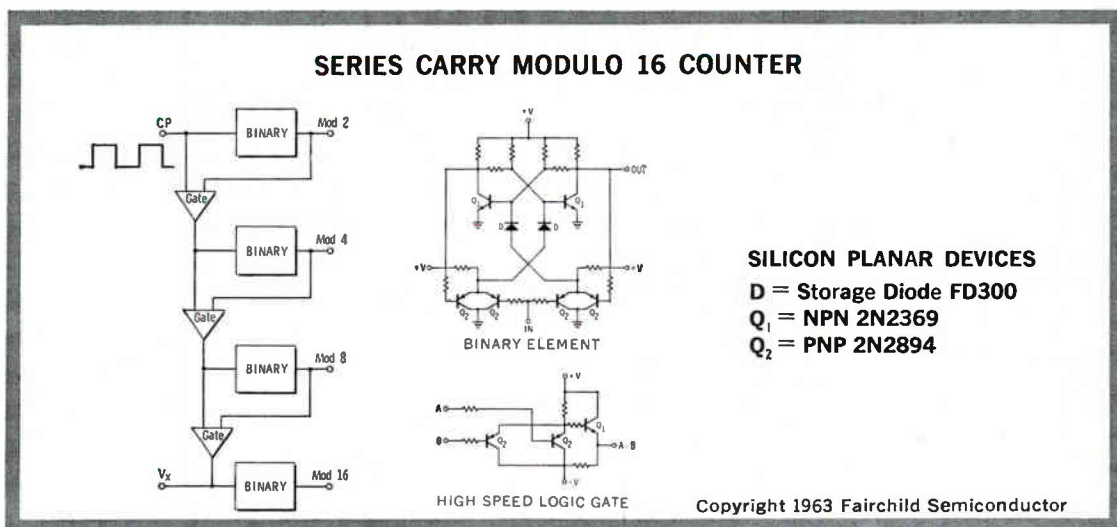 SERIES CARRY MODULO 16 COUNTER
CP
BINARY
Mod 2
Gate
BINARY
Mod 4
Gate
BINARY
Mod 8
Gate
Vx
BINARY
Mod 16
+V
OUT
Q1
Q1
D
D
+V
+V
Q2
Q2
Q2
Q2
IN
BINARY ELEMENT
+V
A
Q1
B
Q2
Q2
-V
HIGH SPEED LOGIC GATE
SILICON PLANAR DEVICES
D = Storage Diode FD300
Q1 = NPN 2N2369
Q2 = PNP 2N2894
Copyright 1963 Fairchild Semiconductor